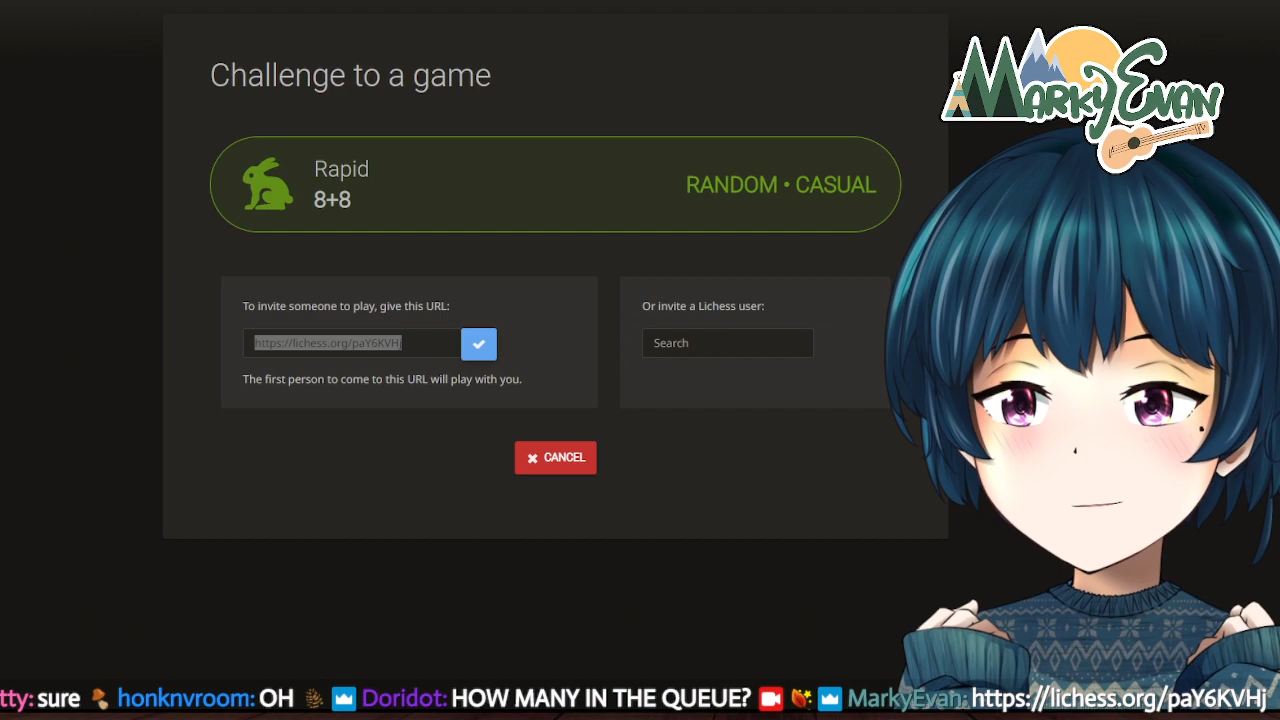 Challenge to a game
MARKYEVAN
Rapid
8+8
RANDOM • CASUAL
To invite someone to play, give this URL:
https://lichess.org/paY6KVHj
The first person to come to this URL will play with you.
Or invite a Lichess user:
Search
CANCEL
tty: sure honknvroom: OH Doridot: HOW MANY IN THE QUEUE? MarkyEvan: https://lichess.org/paY6KVHj